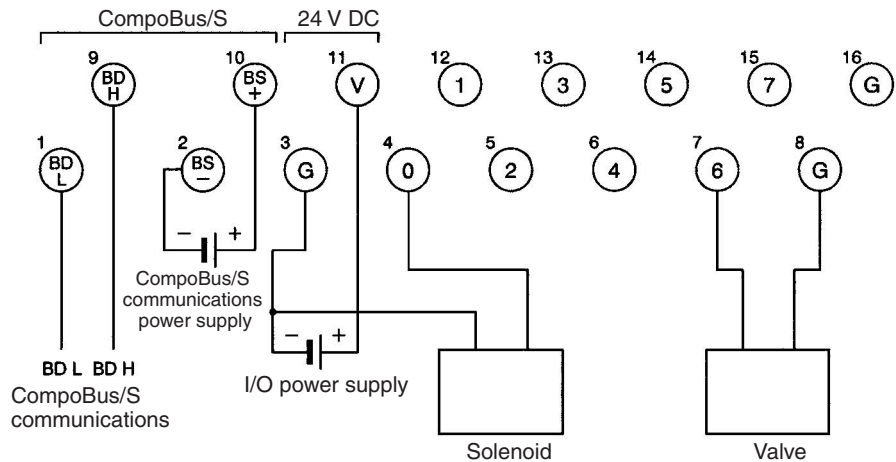 CompoBus/S 24 V DC
9 10 11 12 13 14 15 16
BD H BS + V 1 3 5 7 G
1 2 3 4 5 6 7 8
BD L BS – G 0 2 4 6 G
– +
CompoBus/S
communications
power supply
– +
I/O power supply
BD L BD H
CompoBus/S
communications
Solenoid Valve